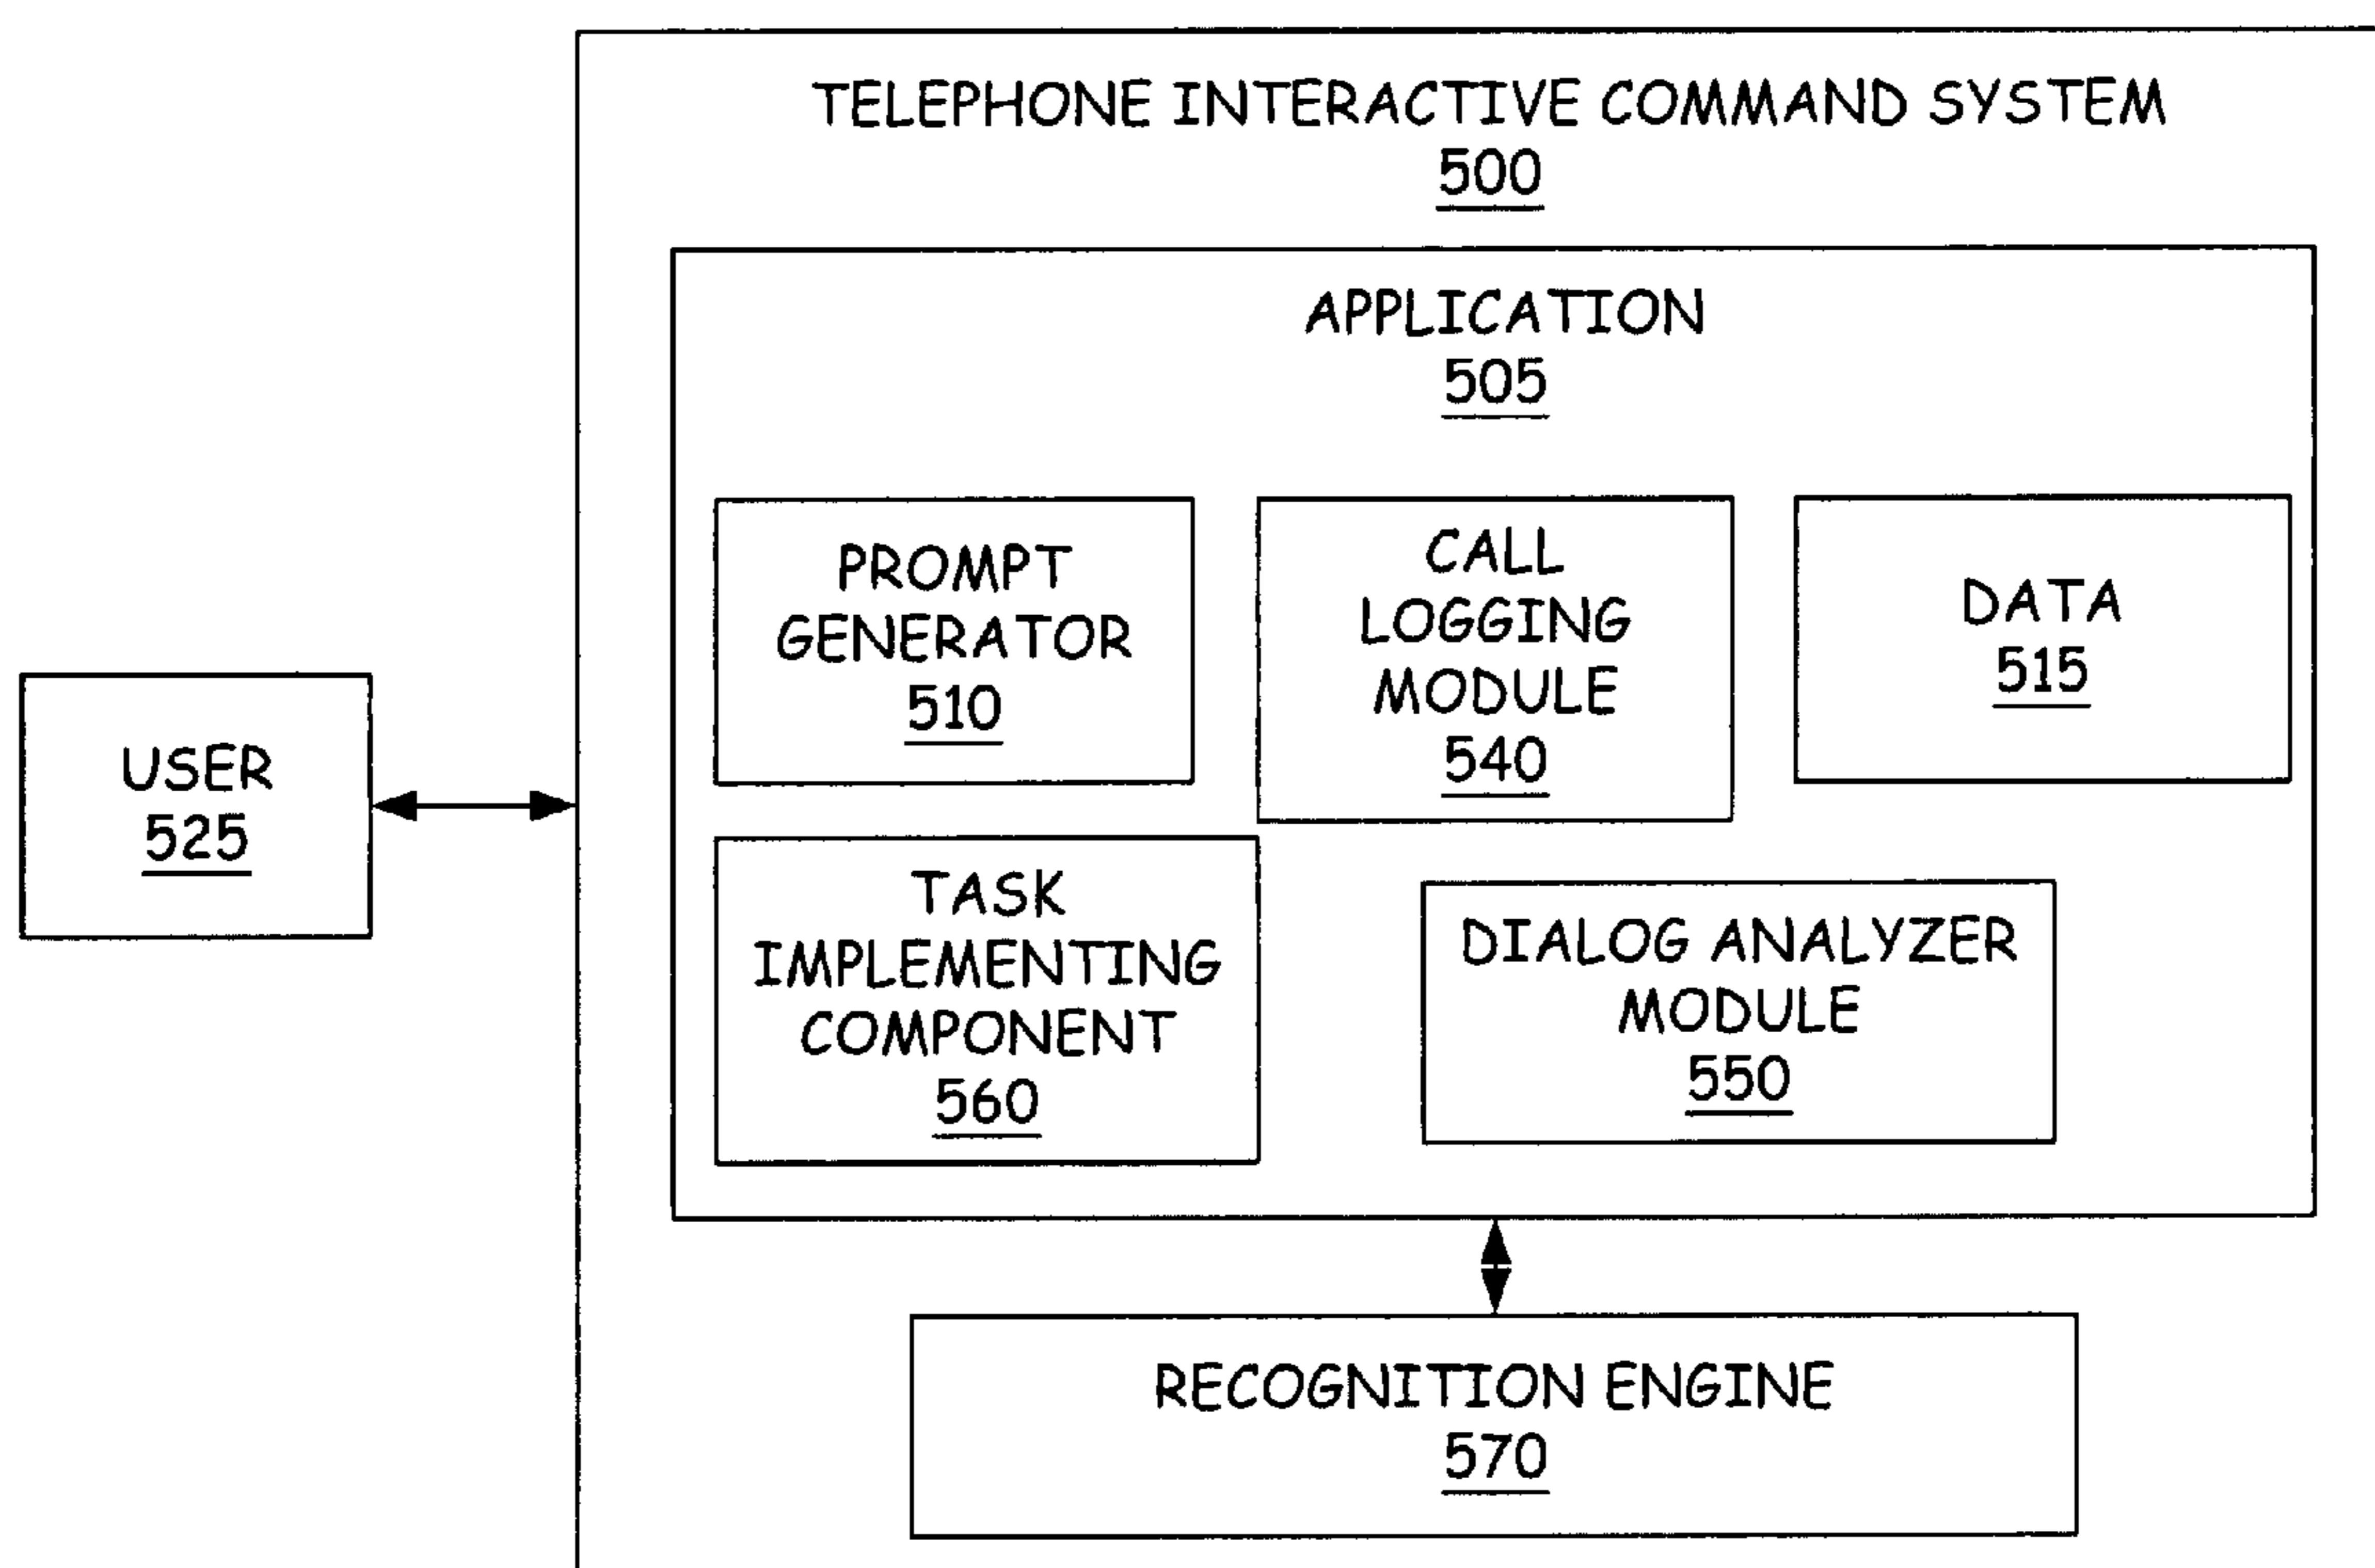 TELEPHONE INTERACTIVE COMMAND SYSTEM
500
APPLICATION
505
PROMPT
GENERATOR
510
CALL
LOGGING
MODULE
540
DATA
515
USER
525
TASK
IMPLEMENTING
COMPONENT
560
DIALOG ANALYZER
MODULE
550
RECOGNITION ENGINE
570